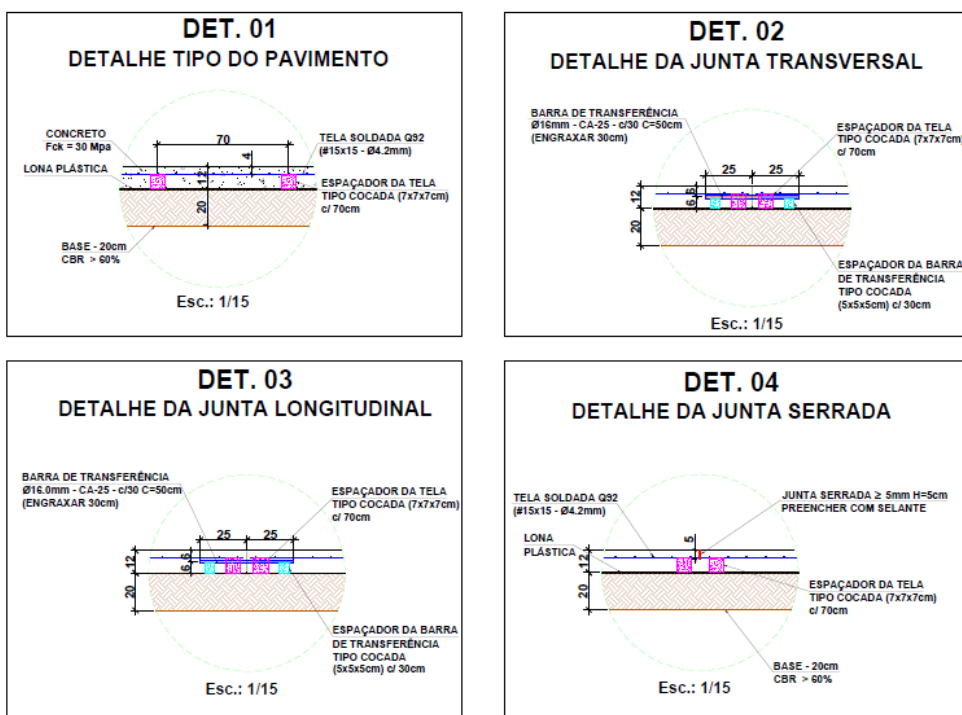 DET. 01
DETALHE TIPO DO PAVIMENTO
CONCRETO
Fck = 30 Mpa
LONA PLÁSTICA
70
4
12
20
TELA SOLDADA Q92
(#15x15 - Ø4.2mm)
ESPAÇADOR DA TELA
TIPO COCADA (7x7x7cm)
c/ 70cm
BASE - 20cm
CBR > 60%
Esc.: 1/15
DET. 02
DETALHE DA JUNTA TRANSVERSAL
BARRA DE TRANSFERÊNCIA
Ø16mm - CA-25 - c/30 C=50cm
(ENGRAXAR 30cm)
ESPAÇADOR DA TELA
TIPO COCADA (7x7x7cm)
c/ 70cm
25
25
12
6
6
20
ESPAÇADOR DA BARRA
DE TRANSFERÊNCIA
TIPO COCADA
(5x5x5cm) c/ 30cm
Esc.: 1/15
DET. 03
DETALHE DA JUNTA LONGITUDINAL
BARRA DE TRANSFERÊNCIA
Ø16.0mm - CA-25 - c/30 C=50cm
(ENGRAXAR 30cm)
ESPAÇADOR DA TELA
TIPO COCADA (7x7x7cm)
c/ 70cm
25
25
12
6
6
20
ESPAÇADOR DA BARRA
DE TRANSFERÊNCIA
TIPO COCADA
(5x5x5cm) c/ 30cm
Esc.: 1/15
DET. 04
DETALHE DA JUNTA SERRADA
TELA SOLDADA Q92
(#15x15 - Ø4.2mm)
LONA
PLÁSTICA
JUNTA SERRADA ≥ 5mm H=5cm
PREENCHER COM SELANTE
5
12
20
ESPAÇADOR DA TELA
TIPO COCADA (7x7x7cm)
c/ 70cm
BASE - 20cm
CBR > 60%
Esc.: 1/15